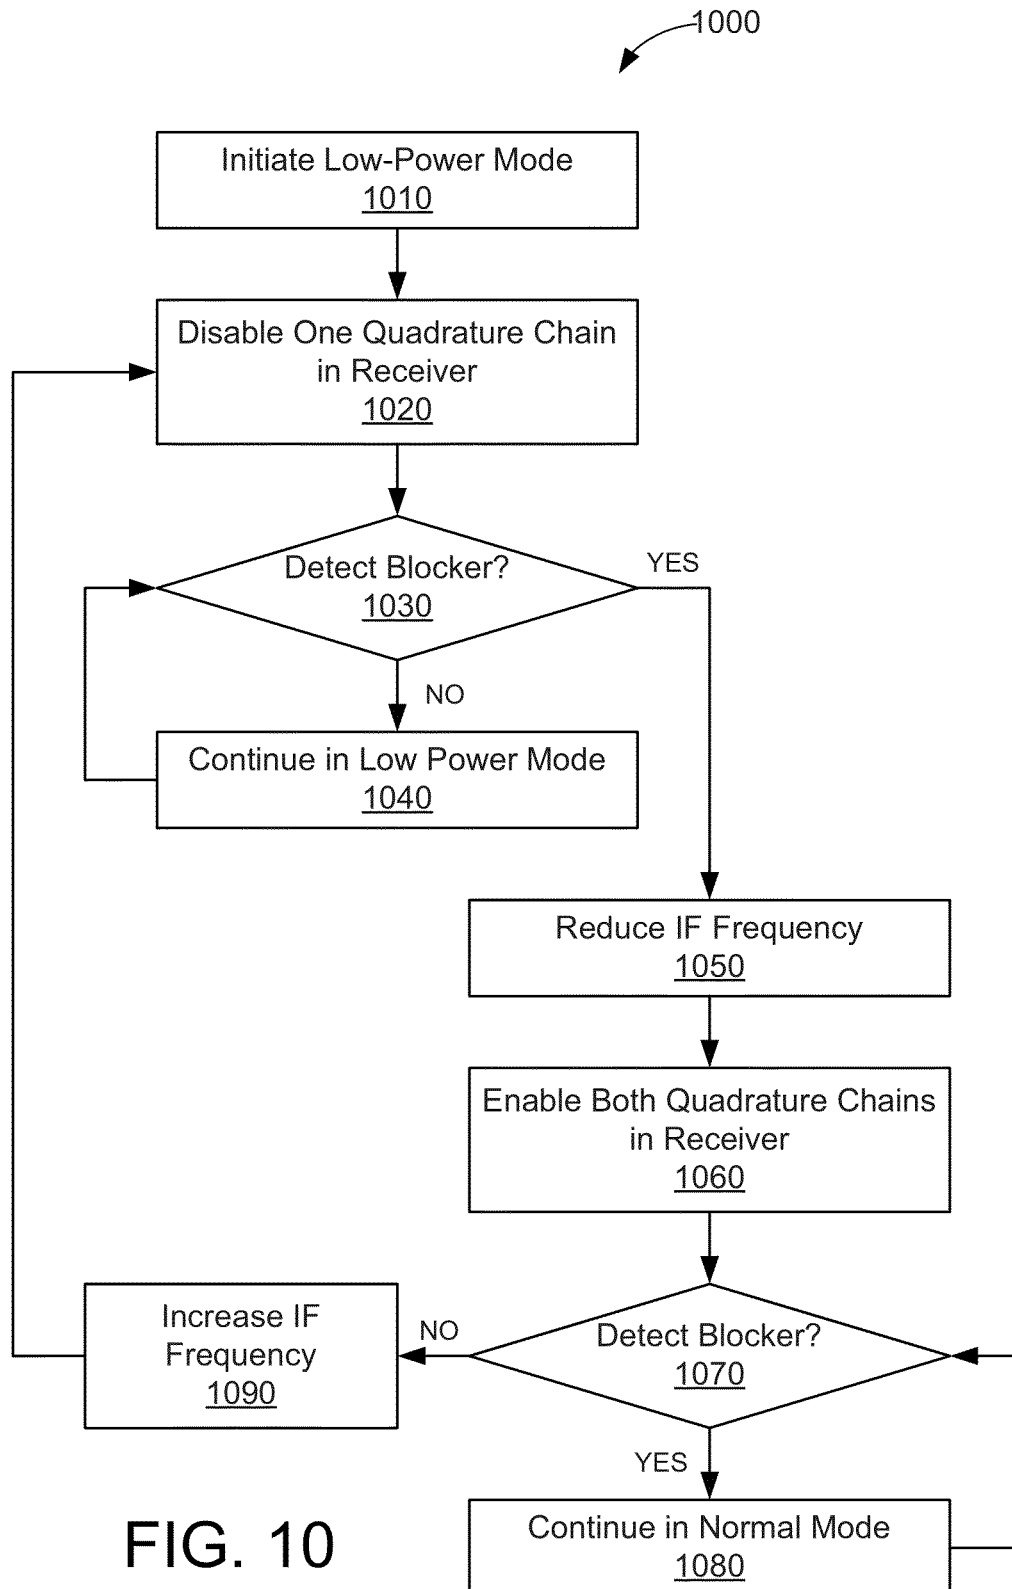 1000
Initiate Low-Power Mode
1010
Disable One Quadrature Chain
in Receiver
1020
Detect Blocker?
1030
YES
NO
Continue in Low Power Mode
1040
Reduce IF Frequency
1050
Enable Both Quadrature Chains
in Receiver
1060
Increase IF
Frequency
1090
NO
Detect Blocker?
1070
YES
Continue in Normal Mode
1080
FIG. 10